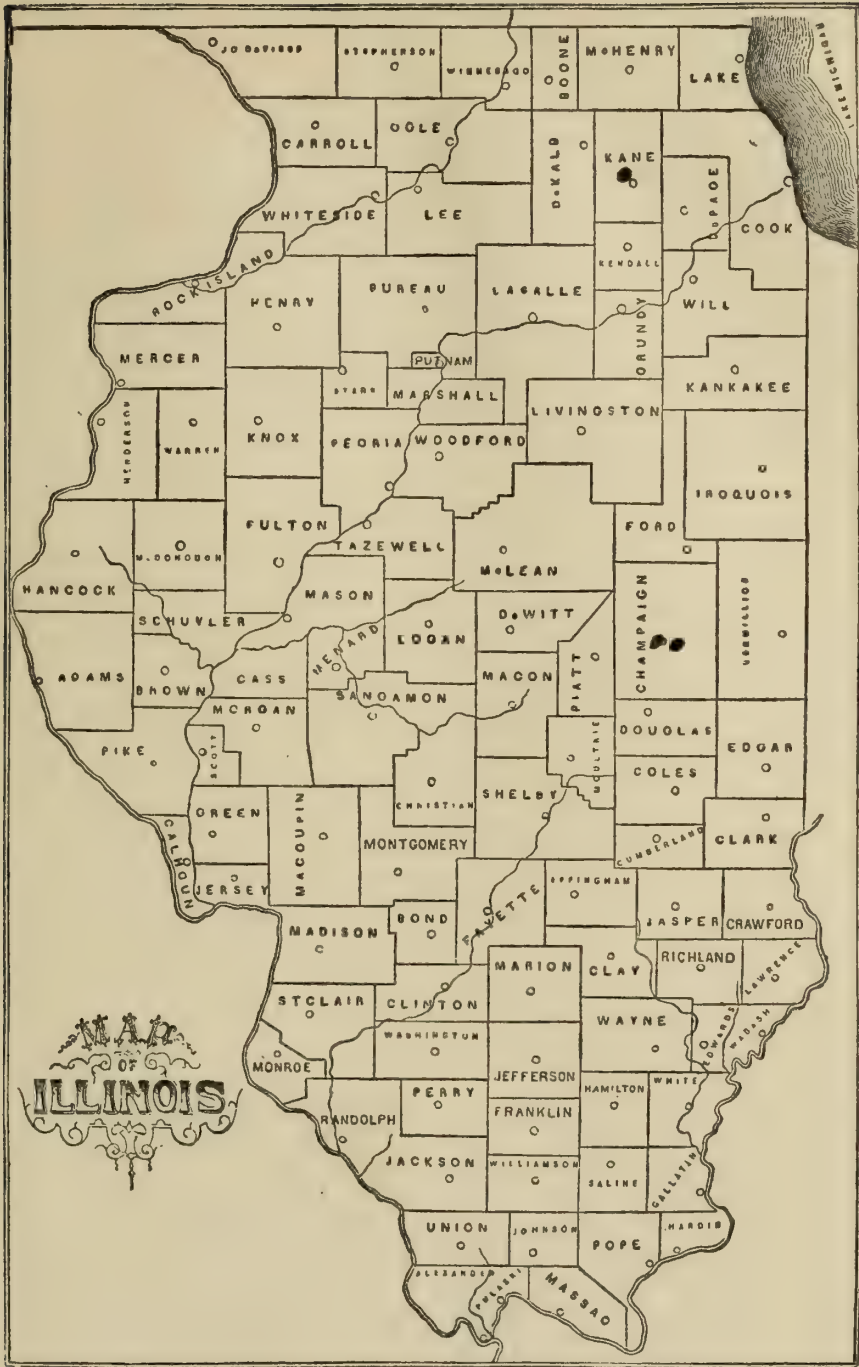 JO DAVIESS
STEPHENSON
WINNEBAGO
BOONE
McHENRY
LAKE
LAKE MICHIGAN
CARROLL
OGLE
DeKALB
KANE
DuPAGE
COOK
WHITESIDE
LEE
KENDALL
ROCK ISLAND
HENRY
BUREAU
LASALLE
GRUNDY
WILL
MERCER
PUTNAM
STARK
MARSHALL
KANKAKEE
HENDERSON
WARREN
KNOX
PEORIA
WOODFORD
LIVINGSTON
IROQUOIS
HANCOCK
McDONOUGH
FULTON
TAZEWELL
McLEAN
FORD
SCHUYLER
MASON
MENARD
LOGAN
DeWITT
CHAMPAIGN
VERMILLION
ADAMS
BROWN
CASS
MORGAN
SANGAMON
MACON
PIATT
PIKE
SCOTT
CHRISTIAN
SHELBY
MOULTRIE
DOUGLAS
COLES
EDGAR
CALHOUN
GREEN
MACOUPIN
MONTGOMERY
CUMBERLAND
CLARK
JERSEY
BOND
FAYETTE
EFFINGHAM
JASPER
CRAWFORD
MADISON
MARION
CLAY
RICHLAND
LAWRENCE
ST CLAIR
CLINTON
WAYNE
EDWARDS
WABASH
MONROE
WASHINGTON
JEFFERSON
HAMILTON
WHITE
RANDOLPH
PERRY
FRANKLIN
JACKSON
WILLIAMSON
SALINE
GALLATIN
UNION
JOHNSON
POPE
HARDIN
ALEXANDER
PULASKI
MASSAC
MAP
OF
ILLINOIS